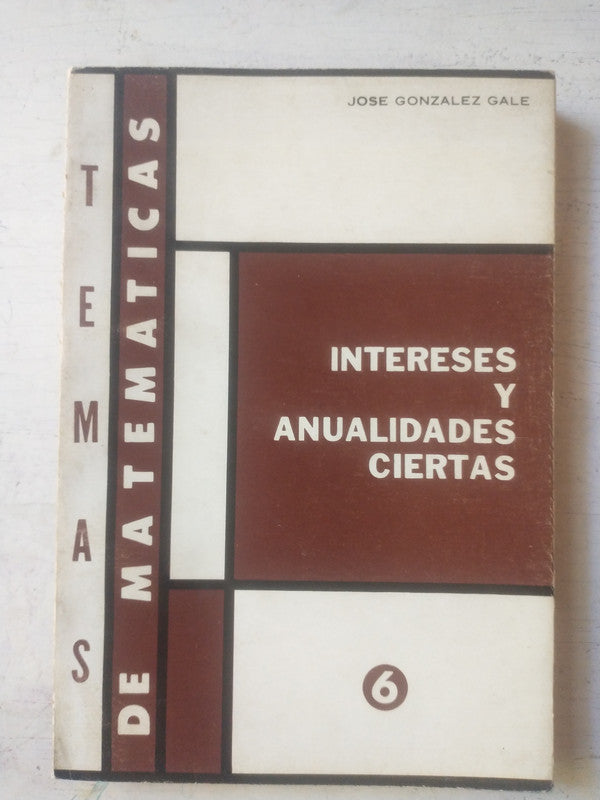 JOSE GONZALEZ GALE
TEMAS
DE MATEMATICAS
INTERESES
Y
ANUALIDADES
CIERTAS
6